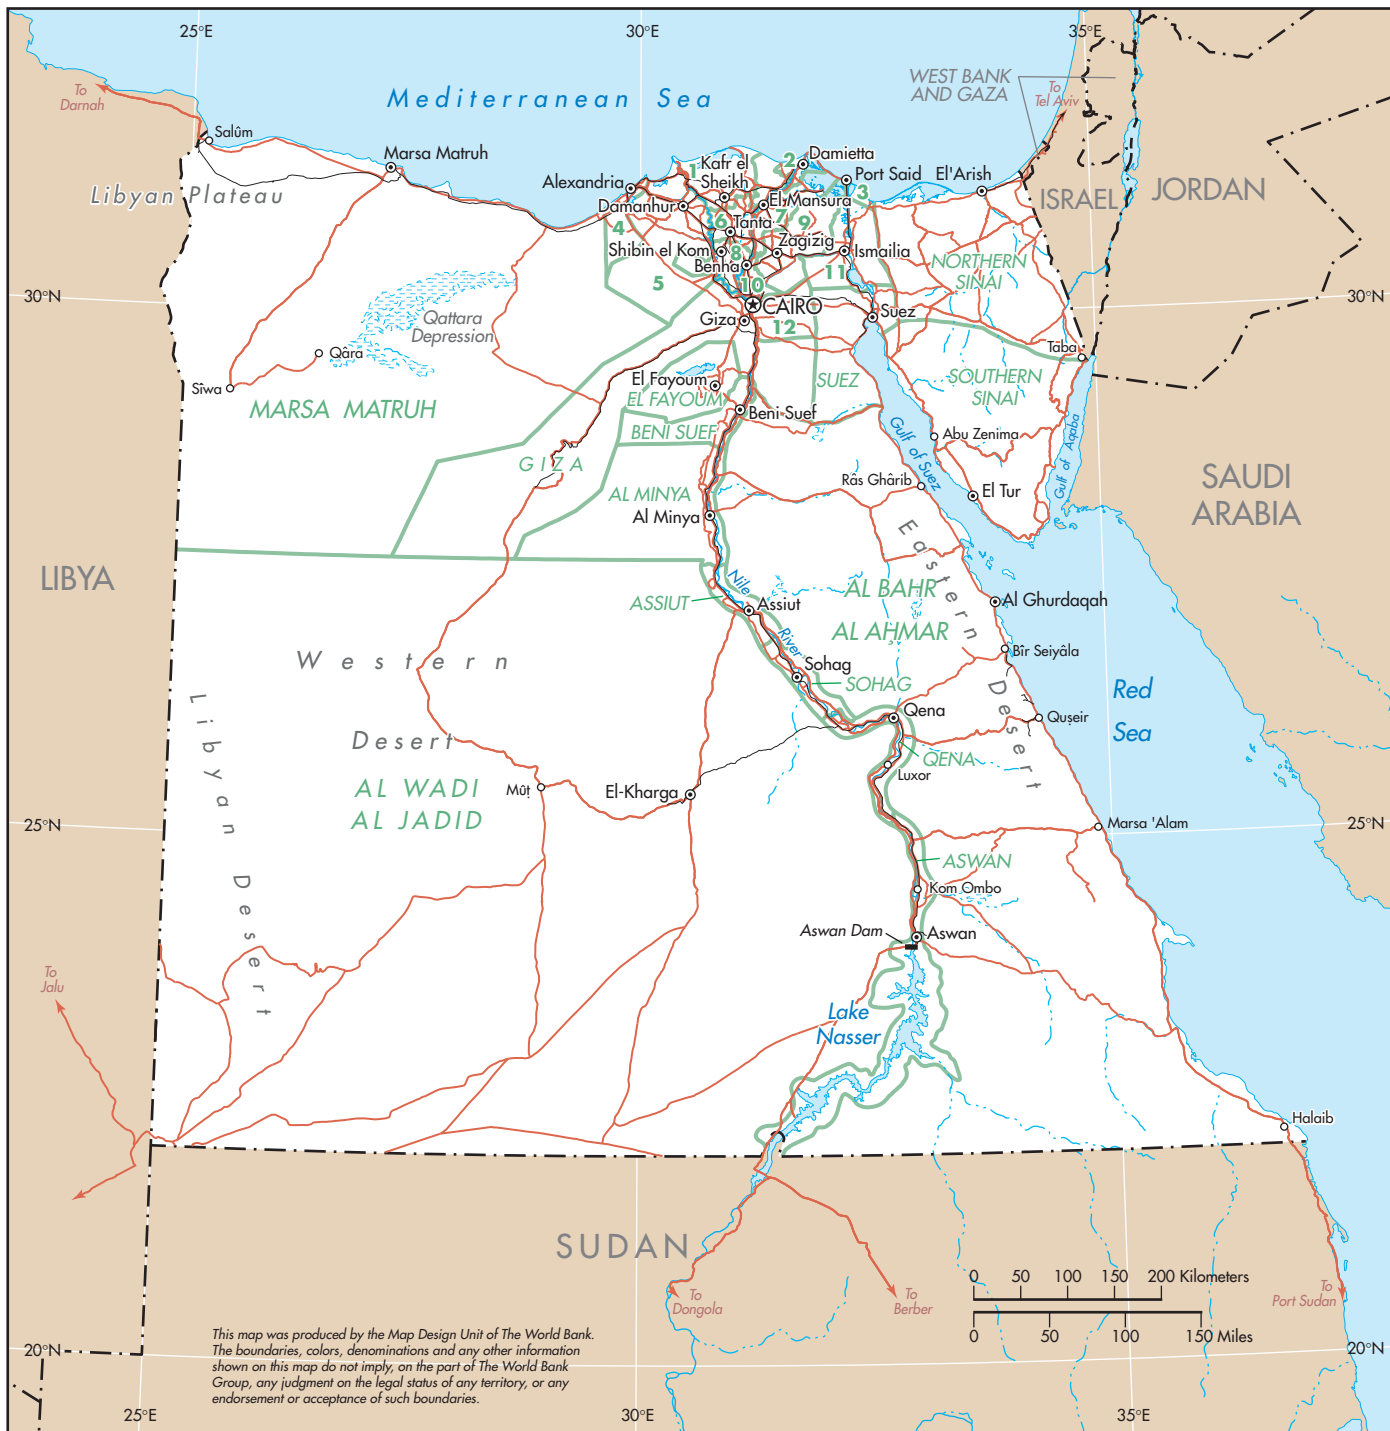 25°E
30°E
35°E
To
Darnah
Mediterranean Sea
WEST BANK
AND GAZA
To
Tel Aviv
Salûm
Marsa Matruh
Libyan Plateau
Alexandria
1
Kafr el
Sheikh
2
Damietta
Port Said
3
El'Arish
ISRAEL
JORDAN
Damanhur
El Mansura
4
6
Tanta
7
9
Shibin el Kom
8
Zagizig
Ismailia
Benha
5
10
11
NORTHERN
SINAI
30°N
30°N
CAIRO
Giza
12
Suez
Qattara
Depression
Qâra
Taba
Sîwa
El Fayoum
EL FAYOUM
SUEZ
SOUTHERN
SINAI
MARSA MATRUH
Beni Suef
BENI SUEF
Abu Zenima
Gulf of Suez
Gulf of Aqaba
GIZA
Râs Ghârib
El Tur
SAUDI
ARABIA
AL MINYA
Al Minya
LIBYA
Nile
River
Eastern
Desert
AL BAHR
AL AḨMAR
ASSIUT
Assiut
Al Ghurdaqah
Bîr Seiyâla
Western
Desert
Sohag
SOHAG
Red
Sea
Qena
Quṣeir
QENA
Luxor
Libyan Desert
AL WADI
AL JADID
Mûṭ
El-Kharga
25°N
25°N
Marsa 'Alam
ASWAN
Kom Ombo
Aswan Dam
Aswan
To
Jalu
Lake
Nasser
Halaib
SUDAN
0 50 100 150 200 Kilometers
0 50 100 150 Miles
To
Dongola
To
Berber
To
Port Sudan
This map was produced by the Map Design Unit of The World Bank.
The boundaries, colors, denominations and any other information
shown on this map do not imply, on the part of The World Bank
Group, any judgment on the legal status of any territory, or any
endorsement or acceptance of such boundaries.
20°N
20°N
25°E
30°E
35°E